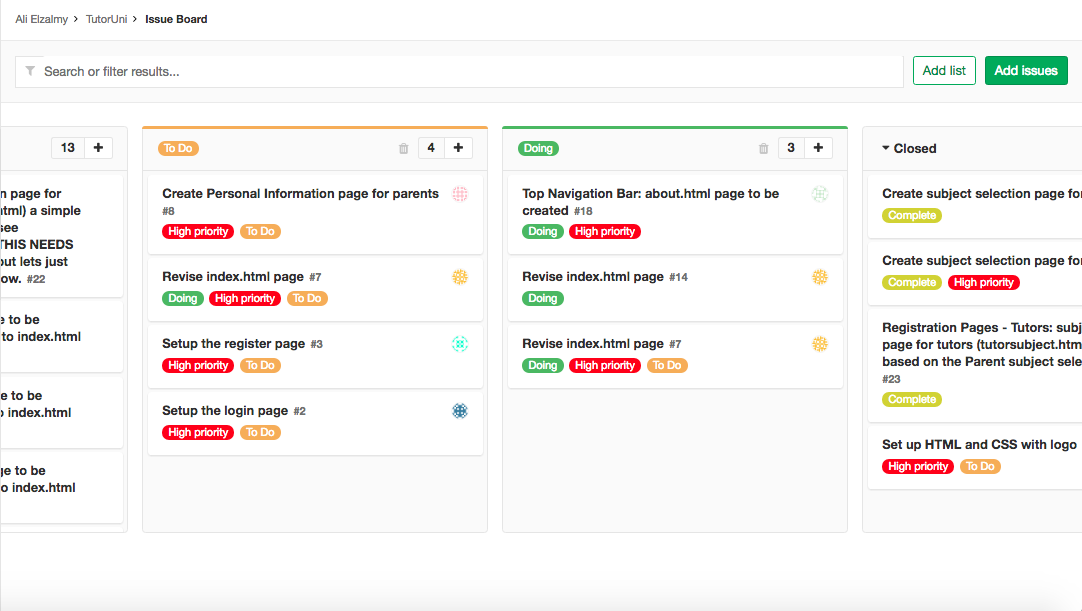 Ali Elzalmy > TutorUni > Issue Board
Search or filter results...
Add list
Add issues
13 +
page for
a simple
THIS NEEDS
but lets just
#22
e to be
to index.html
e to be
index.html
ge to be
o index.html
To Do
4 +
Create Personal Information page for parents
#8
High priority To Do
Revise index.html page #7
Doing High priority To Do
Setup the register page #3
High priority To Do
Setup the login page #2
High priority To Do
Doing
3 +
Top Navigation Bar: about.html page to be
created #18
Doing High priority
Revise index.html page #14
Doing
Revise index.html page #7
Doing High priority To Do
Closed
Create subject selection page for
Complete
Create subject selection page for
Complete High priority
Registration Pages - Tutors: subj
page for tutors (tutorsubject.htm
based on the Parent subject sele
#23
Complete
Set up HTML and CSS with logo
High priority To Do